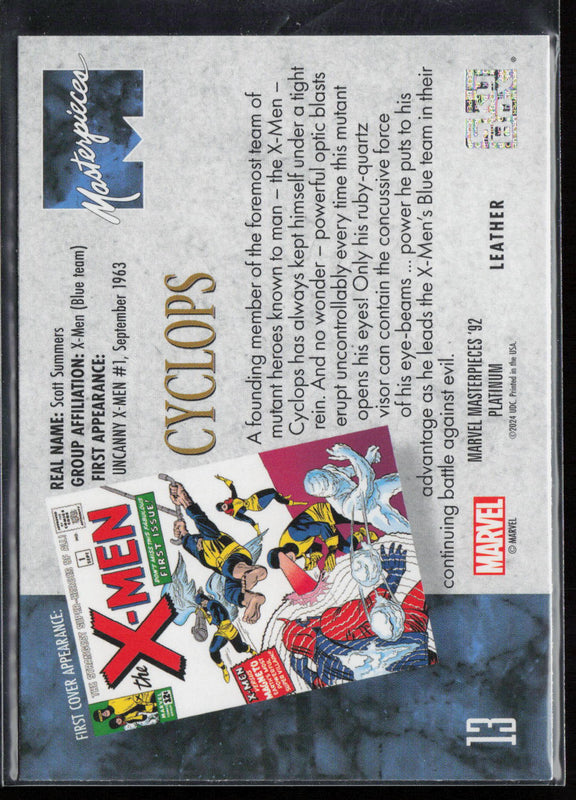 Masterpieces
REAL NAME: Scott Summers
GROUP AFFILIATION: X-Men (Blue team)
FIRST APPEARANCE:
UNCANNY X-MEN #1, September 1963
CYCLOPS
A founding member of the foremost team of
mutant heroes known to man – the X-Men –
Cyclops has always kept himself under a tight
rein. And no wonder – powerful optic blasts
erupt uncontrollably every time this mutant
opens his eyes! Only his ruby-quartz
visor can contain the concussive force
of his eye-beams ... power he puts to his
advantage as he leads the X-Men's Blue team in their
continuing battle against evil.
FIRST COVER APPEARANCE:
THE STRANGEST SUPER-HEROES OF ALL!
the X-MEN
1
SEPT
FIRST ISSUE!
X-MEN
MAGNETO
MARVEL
© MARVEL
MARVEL MASTERPIECES '92
PLATINUM
©2024 UDC. Printed in the USA.
LEATHER
®
13